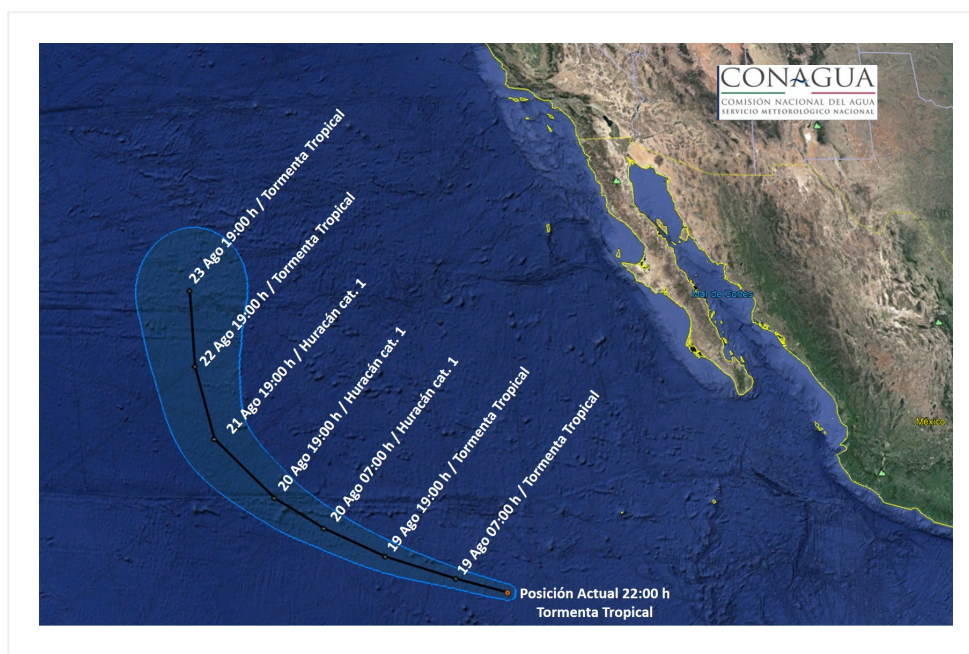 CONAGUA
COMISIÓN NACIONAL DEL AGUA
SERVICIO METEOROLÓGICO NACIONAL
23 Ago 19:00 h / Tormenta Tropical
22 Ago 19:00 h / Tormenta Tropical
21 Ago 19:00 h / Huracán cat. 1
20 Ago 19:00 h / Huracán cat. 1
20 Ago 07:00 h / Huracán cat. 1
19 Ago 19:00 h / Tormenta Tropical
19 Ago 07:00 h / Tormenta Tropical
Posición Actual 22:00 h
Tormenta Tropical
Mar de Cortes
México